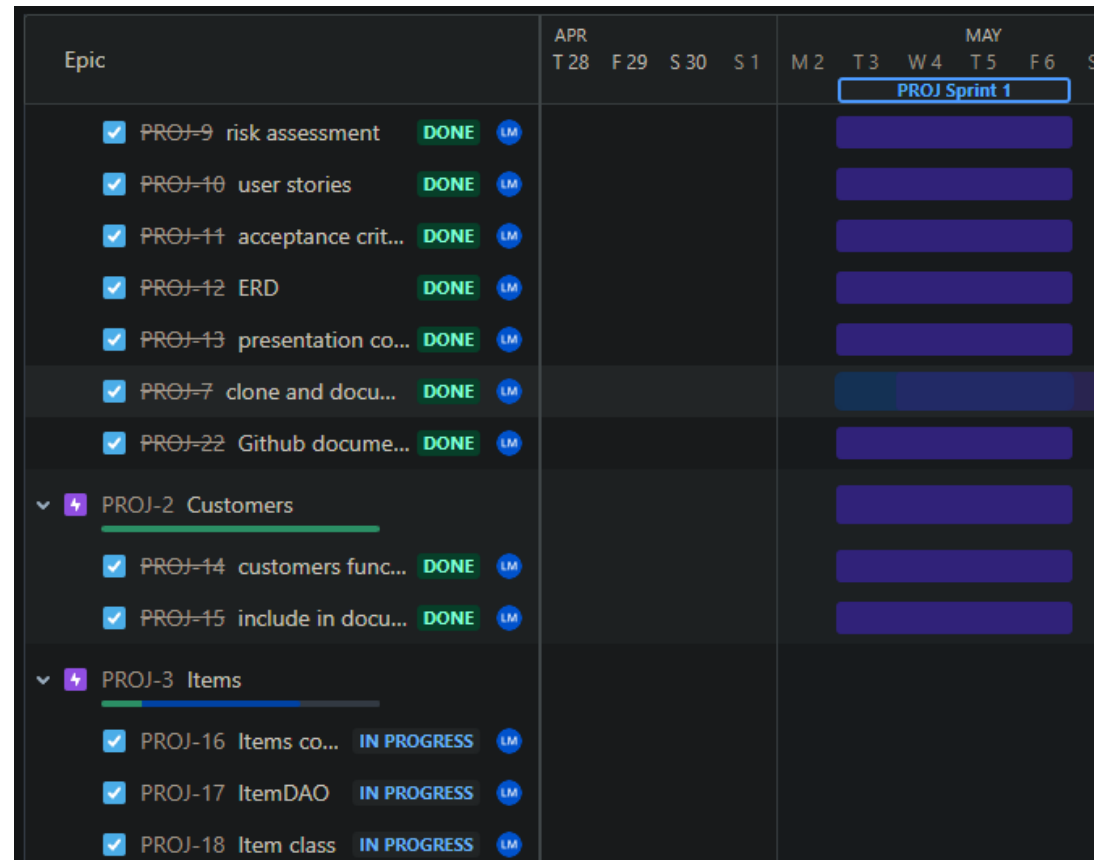 APR MAY
Epic T 28 F 29 S 30 S 1 M 2 T 3 W 4 T 5 F 6 S
PROJ Sprint 1
PROJ-9 risk assessment DONE LM
PROJ-10 user stories DONE LM
PROJ-11 acceptance crit... DONE LM
PROJ-12 ERD DONE LM
PROJ-13 presentation co... DONE LM
PROJ-7 clone and docu... DONE LM
PROJ-22 Github docume... DONE LM
PROJ-2 Customers
PROJ-14 customers func... DONE LM
PROJ-15 include in docu... DONE LM
PROJ-3 Items
PROJ-16 Items co... IN PROGRESS LM
PROJ-17 ItemDAO IN PROGRESS LM
PROJ-18 Item class IN PROGRESS LM